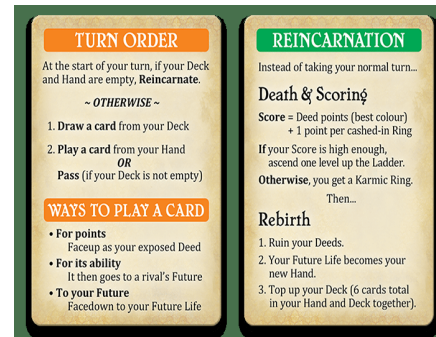 TURN ORDER
At the start of your turn, if your Deck
and Hand are empty, Reincarnate.
~ OTHERWISE ~
1. Draw a card from your Deck
2. Play a card from your Hand
OR
Pass (if your Deck is not empty)
WAYS TO PLAY A CARD
• For points
Faceup as your exposed Deed
• For its ability
It then goes to a rival's Future
• To your Future
Facedown to your Future Life
REINCARNATION
Instead of taking your normal turn...
Death & Scoring
Score = Deed points (best colour)
+ 1 point per cashed-in Ring
If your Score is high enough,
ascend one level up the Ladder.
Otherwise, you get a Karmic Ring.
Then...
Rebirth
1. Ruin your Deeds.
2. Your Future Life becomes your
new Hand.
3. Top up your Deck (6 cards total
in your Hand and Deck together).